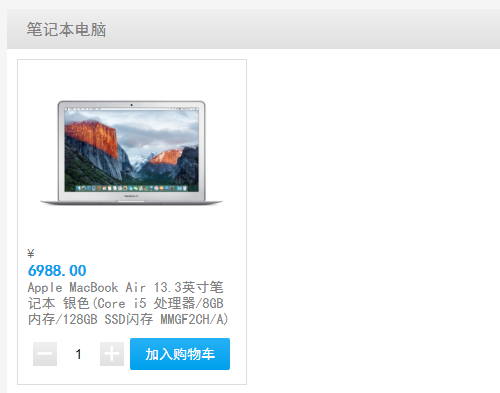 笔记本电脑
¥
6988.00
Apple MacBook Air 13.3英寸笔
记本 银色(Core i5 处理器/8GB
内存/128GB SSD闪存 MMGF2CH/A)
1
加入购物车